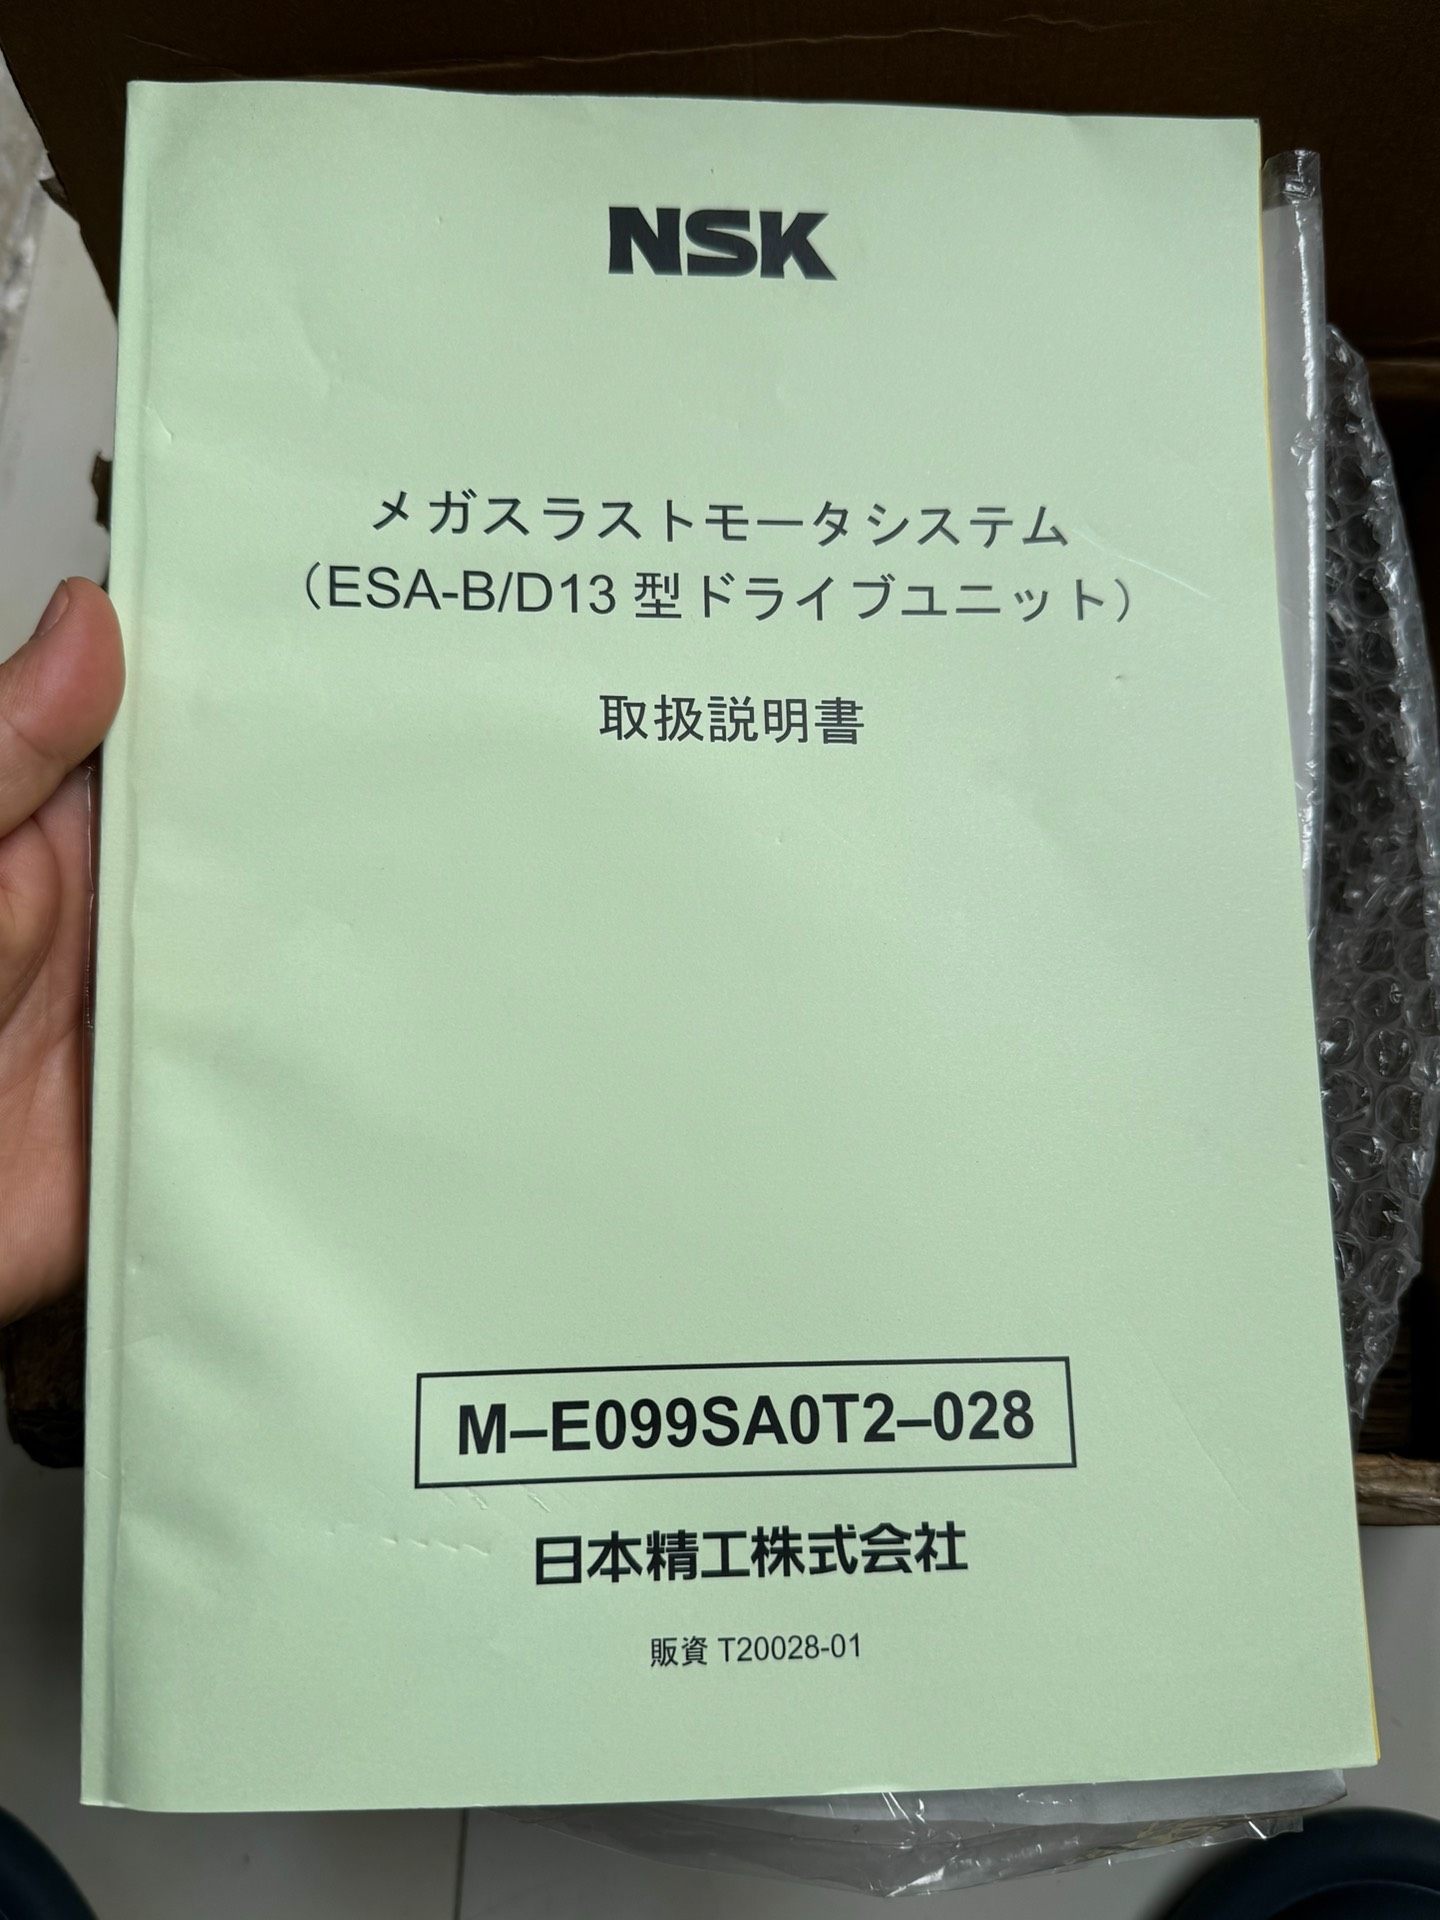 NSK
メガスラストモータシステム
（ESA-B/D13 型ドライブユニット）
取扱説明書
M–E099SA0T2–028
日本精工株式会社
販資 T20028-01